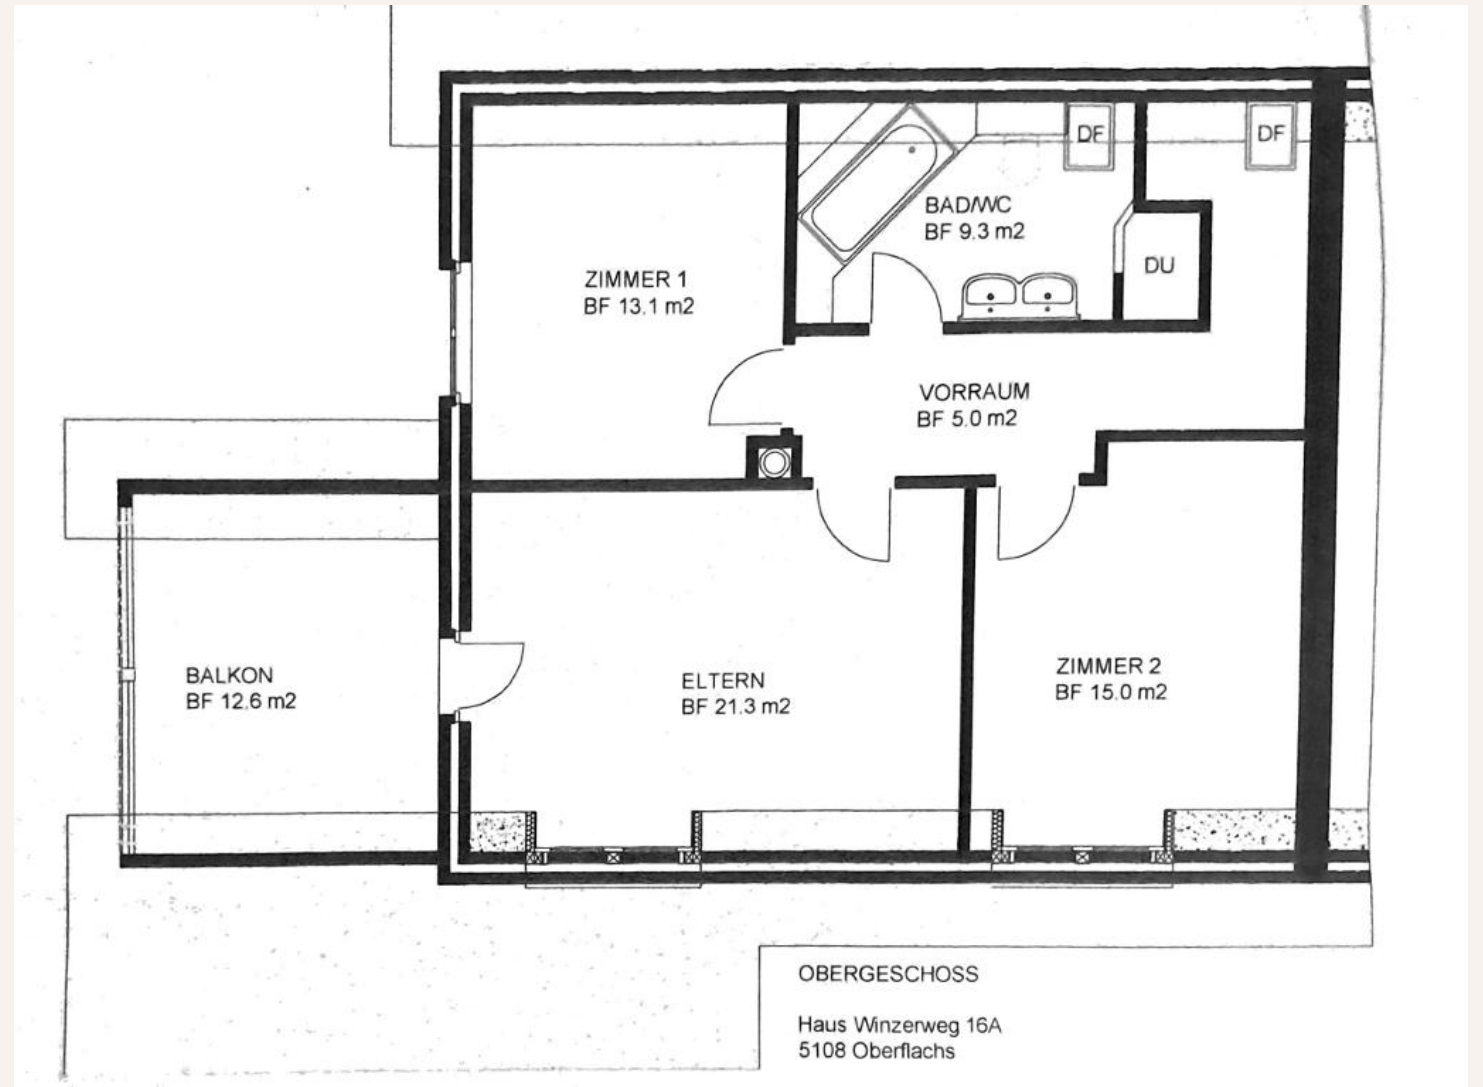 DF
DF
BAD/WC
BF 9.3 m2
DU
ZIMMER 1
BF 13.1 m2
VORRAUM
BF 5.0 m2
BALKON
BF 12.6 m2
ELTERN
BF 21.3 m2
ZIMMER 2
BF 15.0 m2
OBERGESCHOSS
Haus Winzerweg 16A
5108 Oberflachs